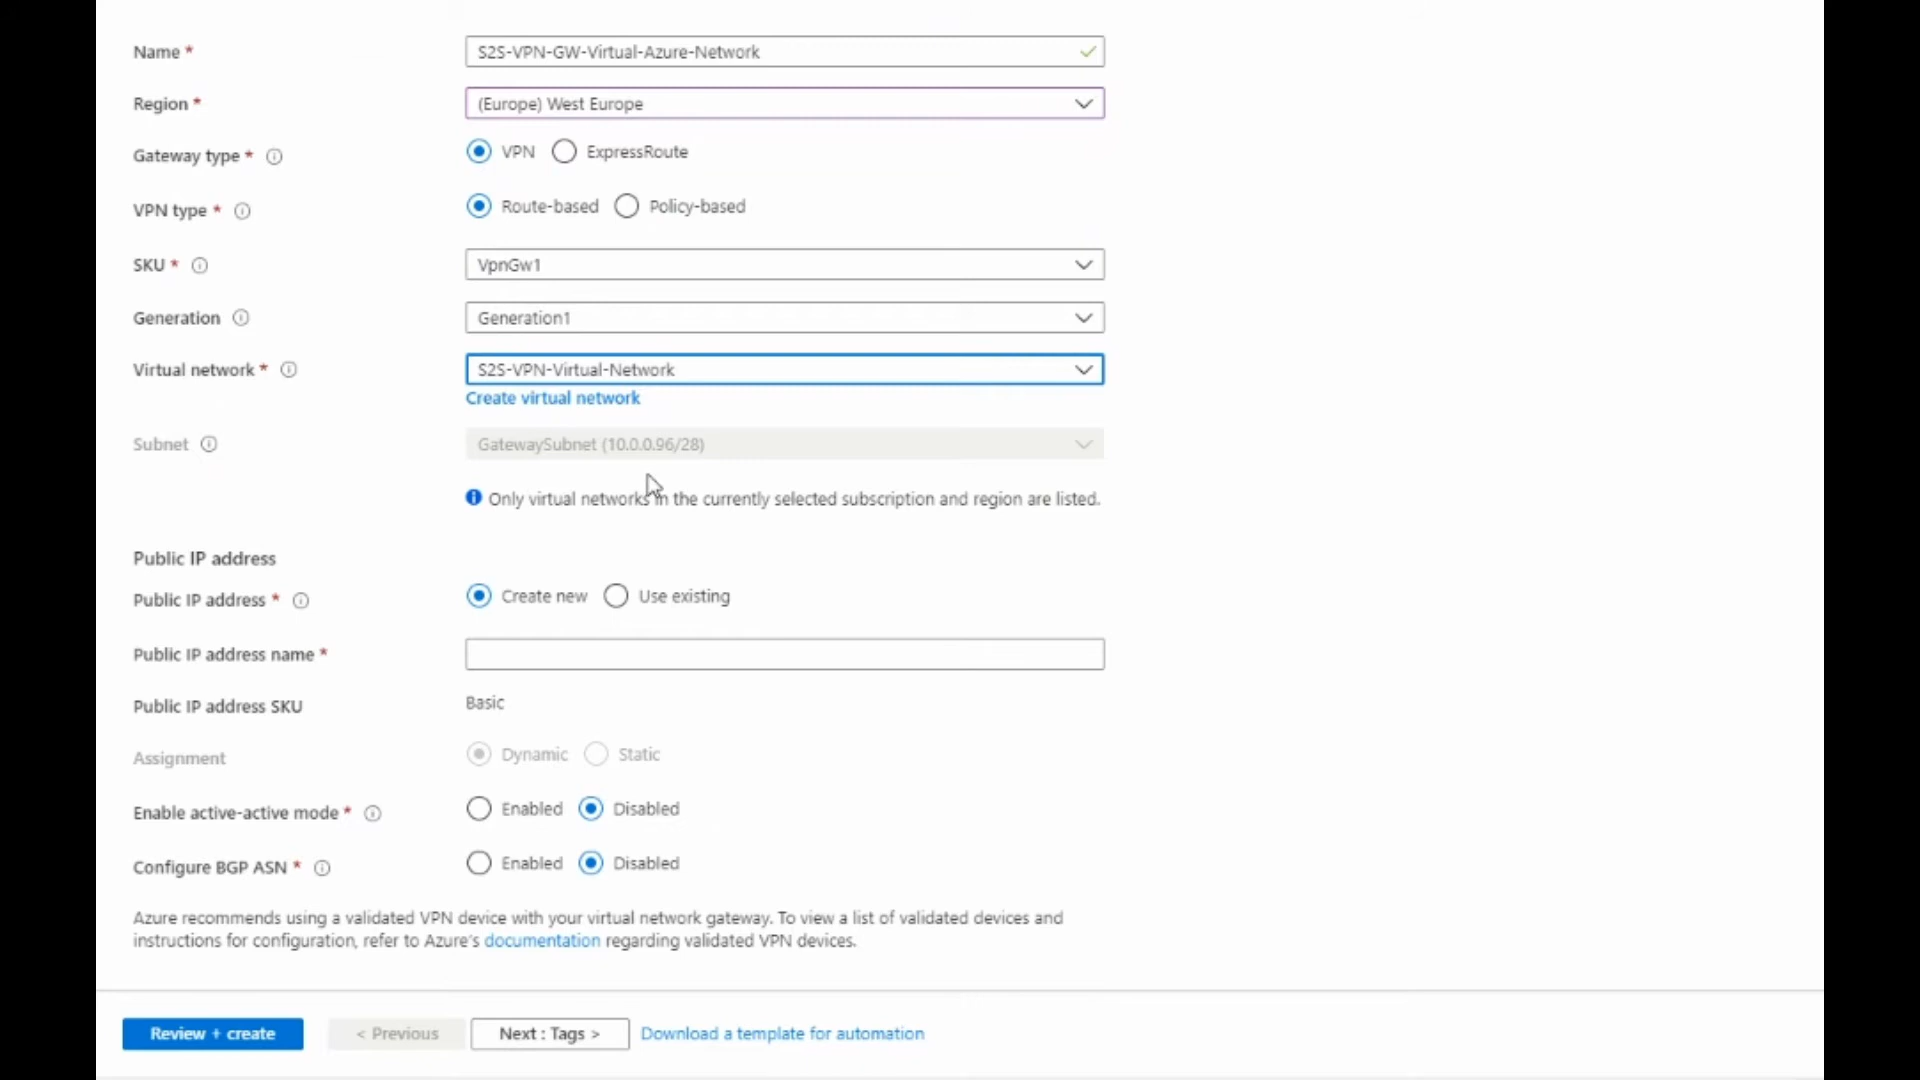 Name * S2S-VPN-GW-Virtual-Azure-Network
Region * (Europe) West Europe
Gateway type * VPN ExpressRoute
VPN type * Route-based Policy-based
SKU * VpnGw1
Generation Generation1
Virtual network * S2S-VPN-Virtual-Network
Create virtual network
Subnet GatewaySubnet (10.0.0.96/28)
Only virtual networks in the currently selected subscription and region are listed.
Public IP address
Public IP address * Create new Use existing
Public IP address name *
Public IP address SKU Basic
Assignment Dynamic Static
Enable active-active mode * Enabled Disabled
Configure BGP ASN * Enabled Disabled
Azure recommends using a validated VPN device with your virtual network gateway. To view a list of validated devices and
instructions for configuration, refer to Azure's documentation regarding validated VPN devices.
Review + create < Previous Next : Tags > Download a template for automation